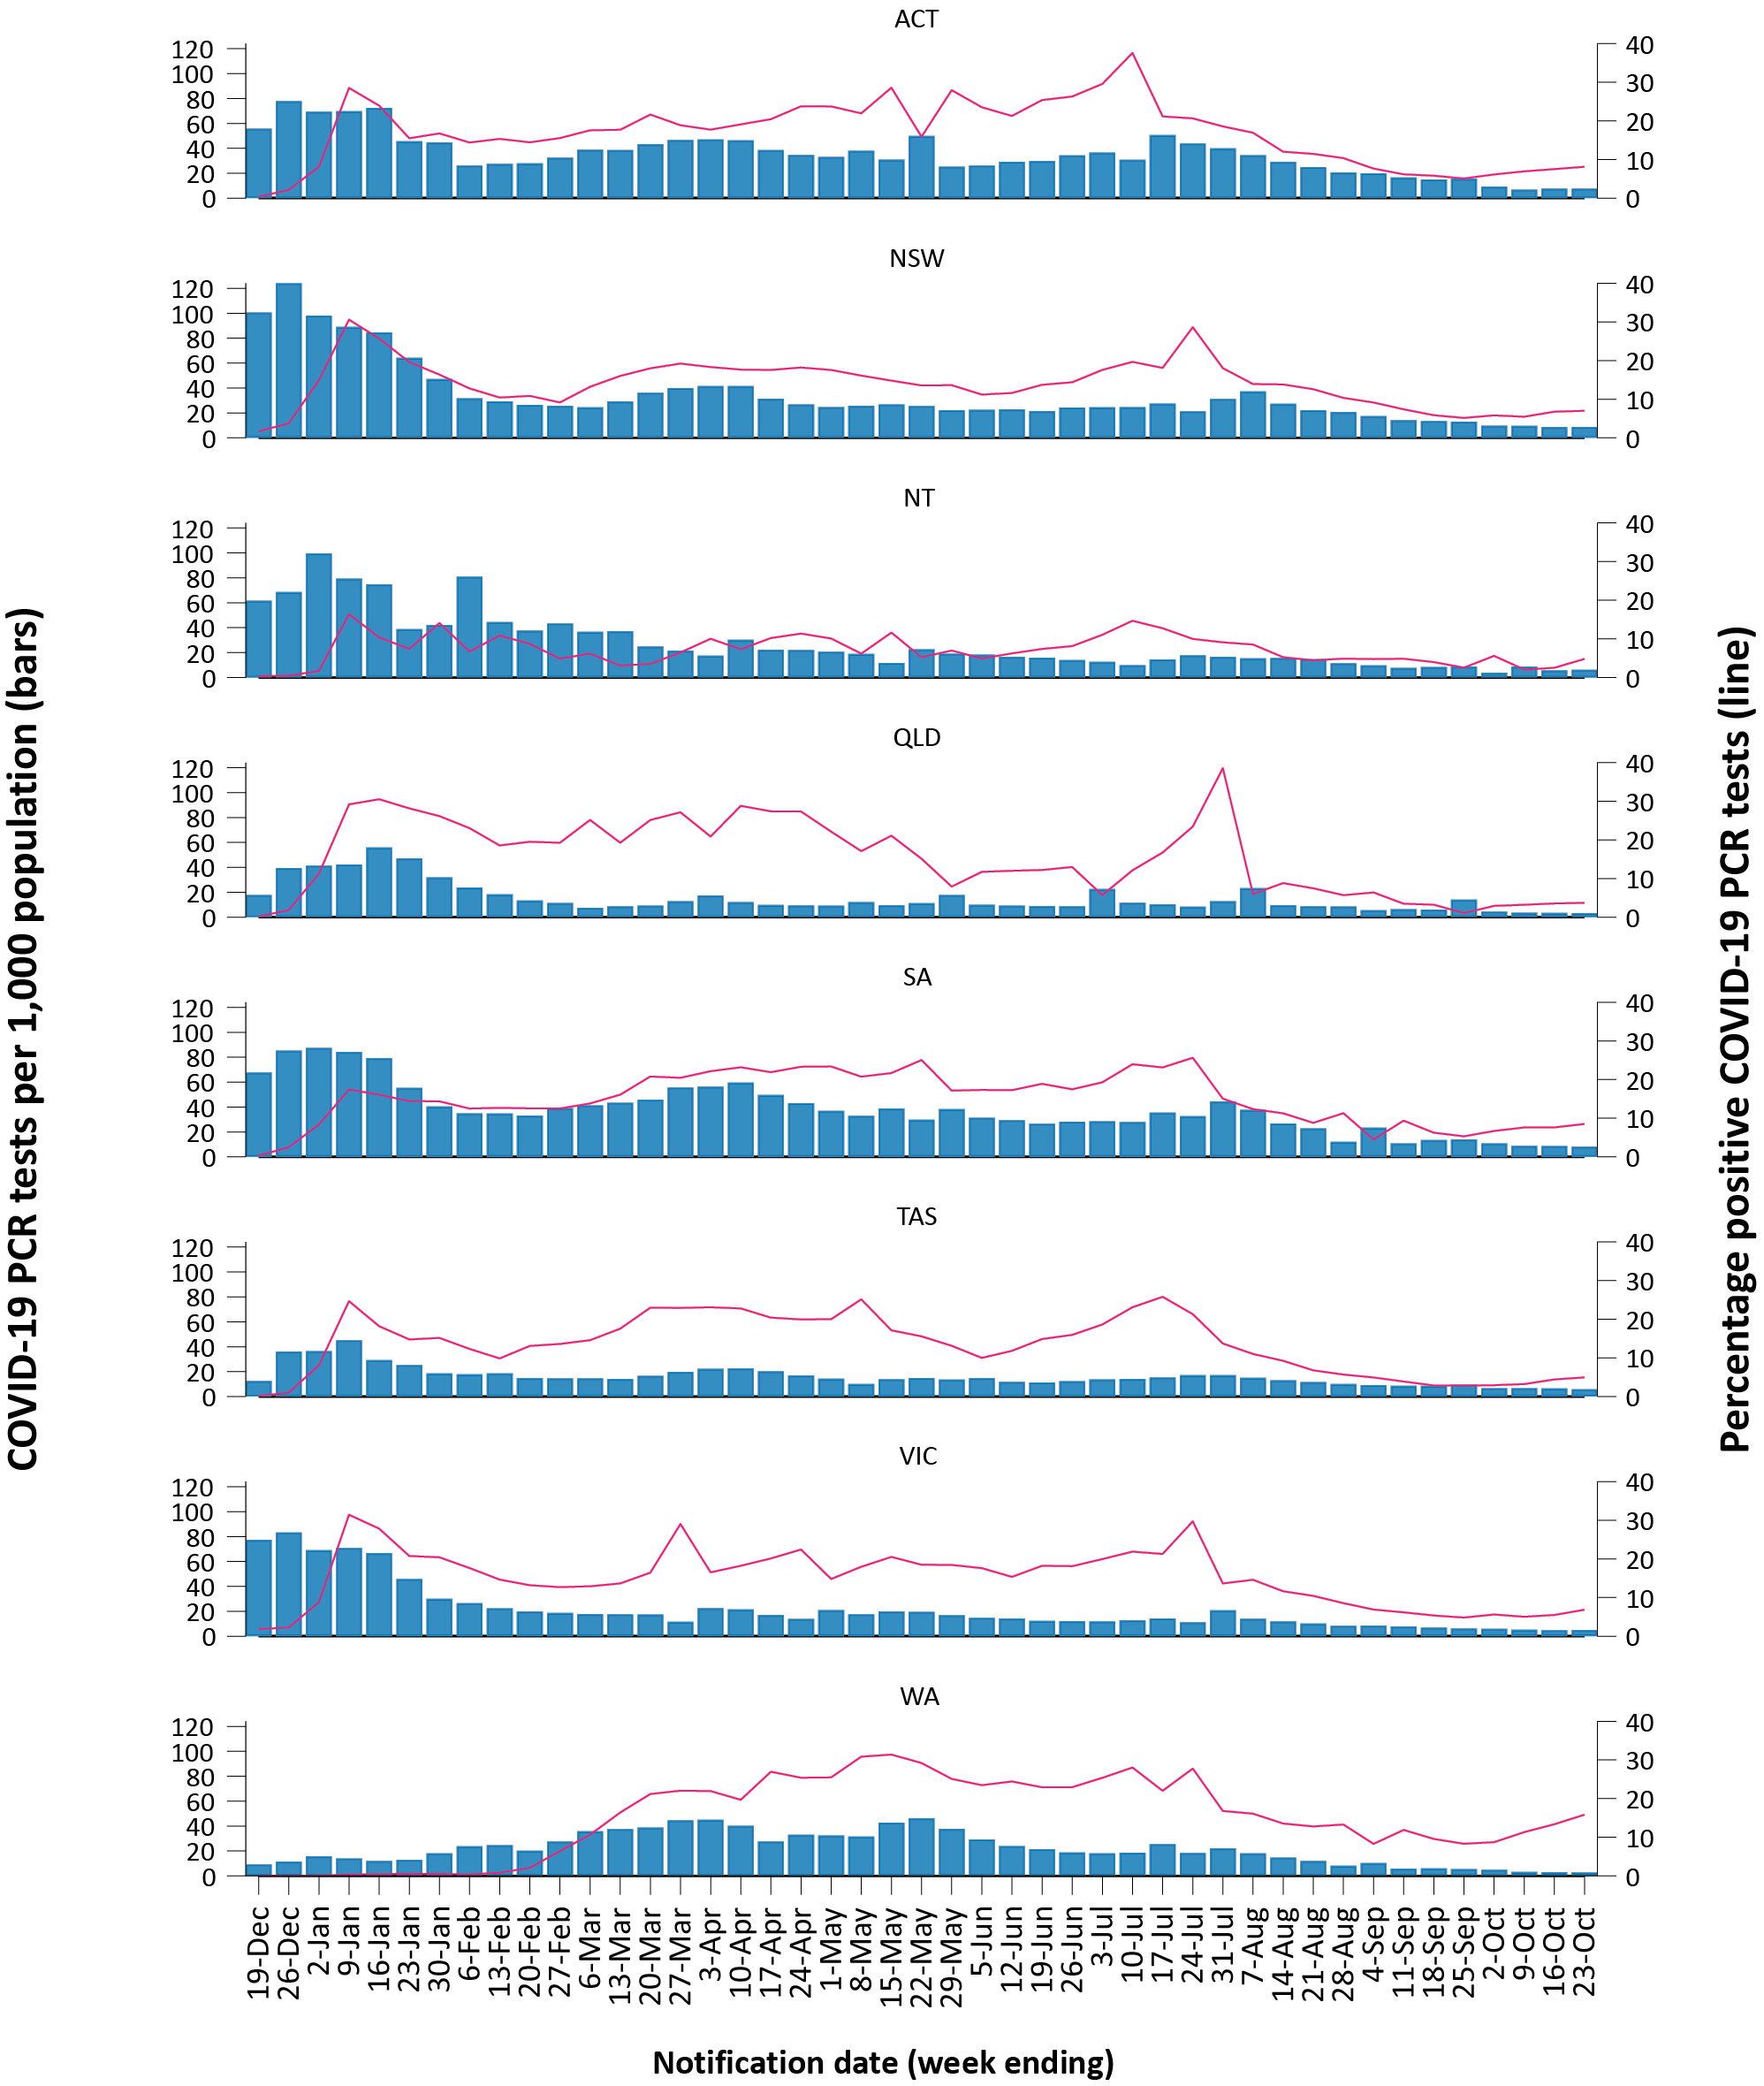 COVID-19 PCR tests per 1,000 population (bars)
Percentage positive COVID-19 PCR tests (line)
ACT
120
100
80
60
40
20
0
40
30
20
10
0
NSW
120
100
80
60
40
20
0
40
30
20
10
0
NT
120
100
80
60
40
20
0
40
30
20
10
0
QLD
120
100
80
60
40
20
0
40
30
20
10
0
SA
120
100
80
60
40
20
0
40
30
20
10
0
TAS
120
100
80
60
40
20
0
40
30
20
10
0
VIC
120
100
80
60
40
20
0
40
30
20
10
0
WA
120
100
80
60
40
20
0
40
30
20
10
0
19-Dec
26-Dec
2-Jan
9-Jan
16-Jan
23-Jan
30-Jan
6-Feb
13-Feb
20-Feb
27-Feb
6-Mar
13-Mar
20-Mar
27-Mar
3-Apr
10-Apr
17-Apr
24-Apr
1-May
8-May
15-May
22-May
29-May
5-Jun
12-Jun
19-Jun
26-Jun
3-Jul
10-Jul
17-Jul
24-Jul
31-Jul
7-Aug
14-Aug
21-Aug
28-Aug
4-Sep
11-Sep
18-Sep
25-Sep
2-Oct
9-Oct
16-Oct
23-Oct
Notification date (week ending)